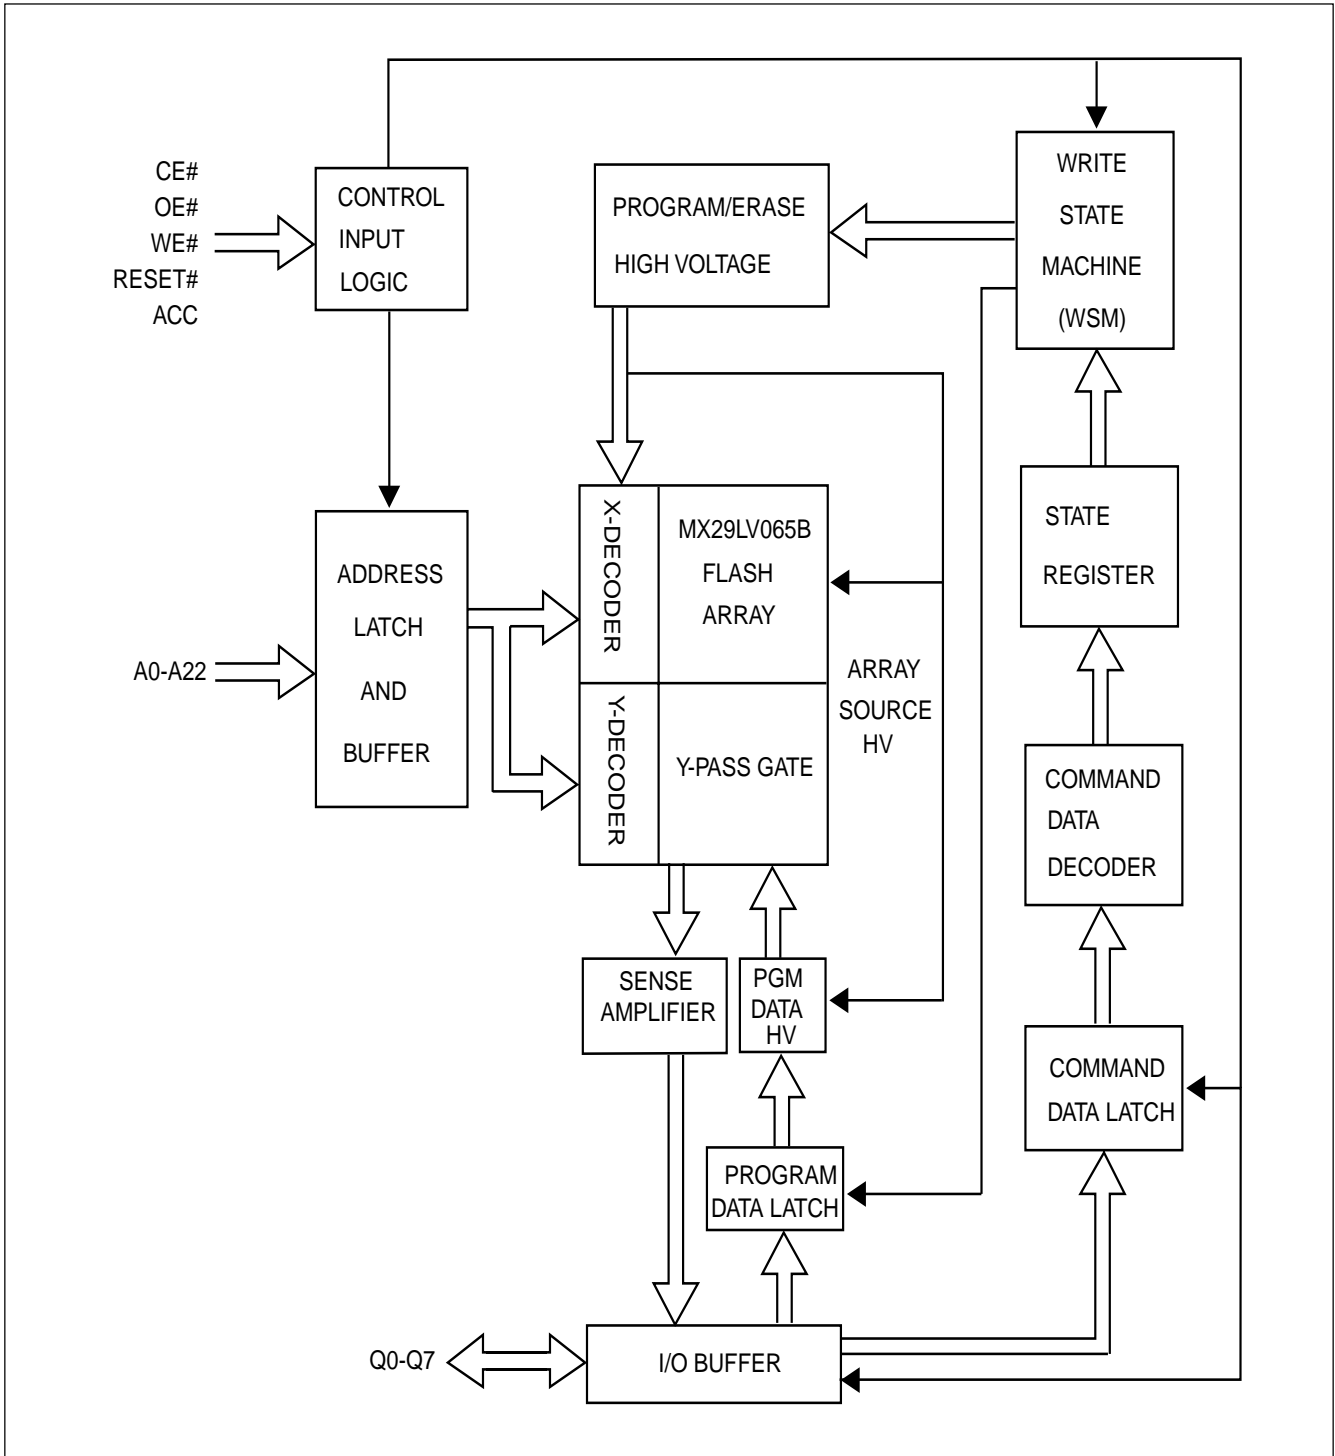 CE#
OE#
WE#
RESET#
ACC
CONTROL
INPUT
LOGIC
PROGRAM/ERASE
HIGH VOLTAGE
WRITE
STATE
MACHINE
(WSM)
STATE
REGISTER
A0-A22
ADDRESS
LATCH
AND
BUFFER
X-DECODER
MX29LV065B
FLASH
ARRAY
Y-DECODER
Y-PASS GATE
ARRAY
SOURCE
HV
COMMAND
DATA
DECODER
SENSE
AMPLIFIER
PGM
DATA
HV
COMMAND
DATA LATCH
PROGRAM
DATA LATCH
Q0-Q7
I/O BUFFER